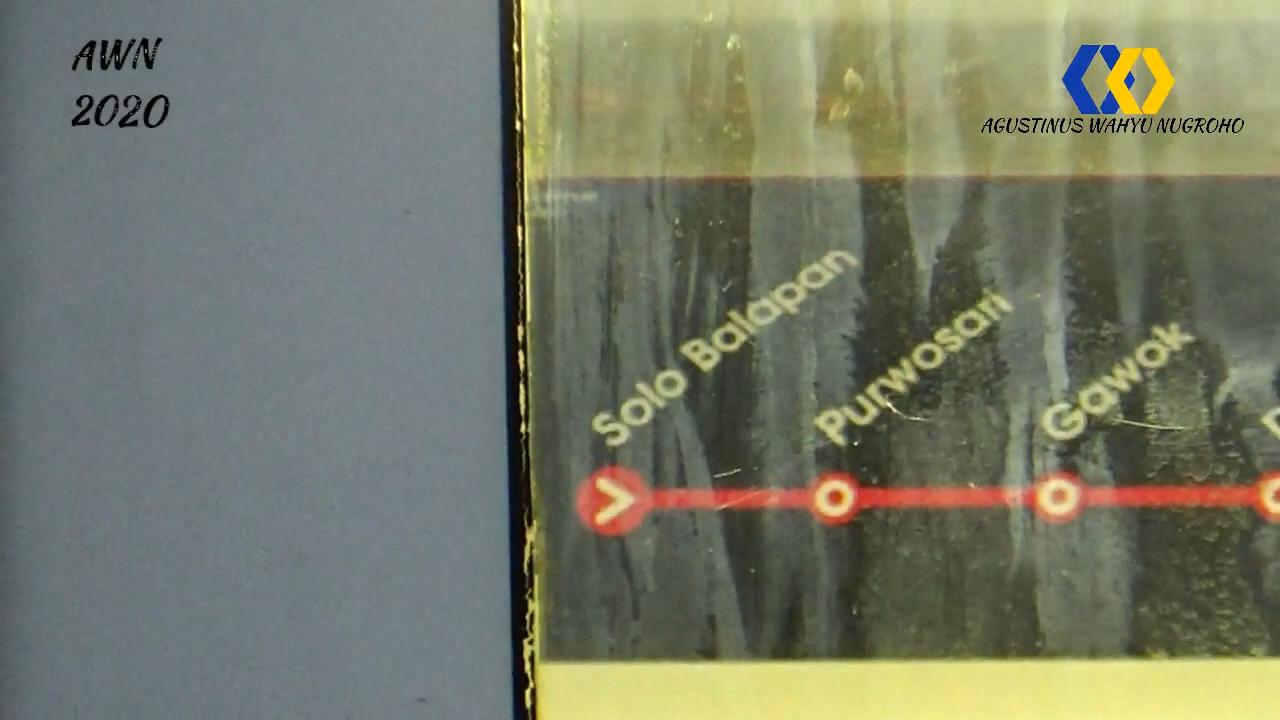 AWN
2020
AGUSTINUS WAHYU NUGROHO
Solo Balapan
Purwosari
Gawok